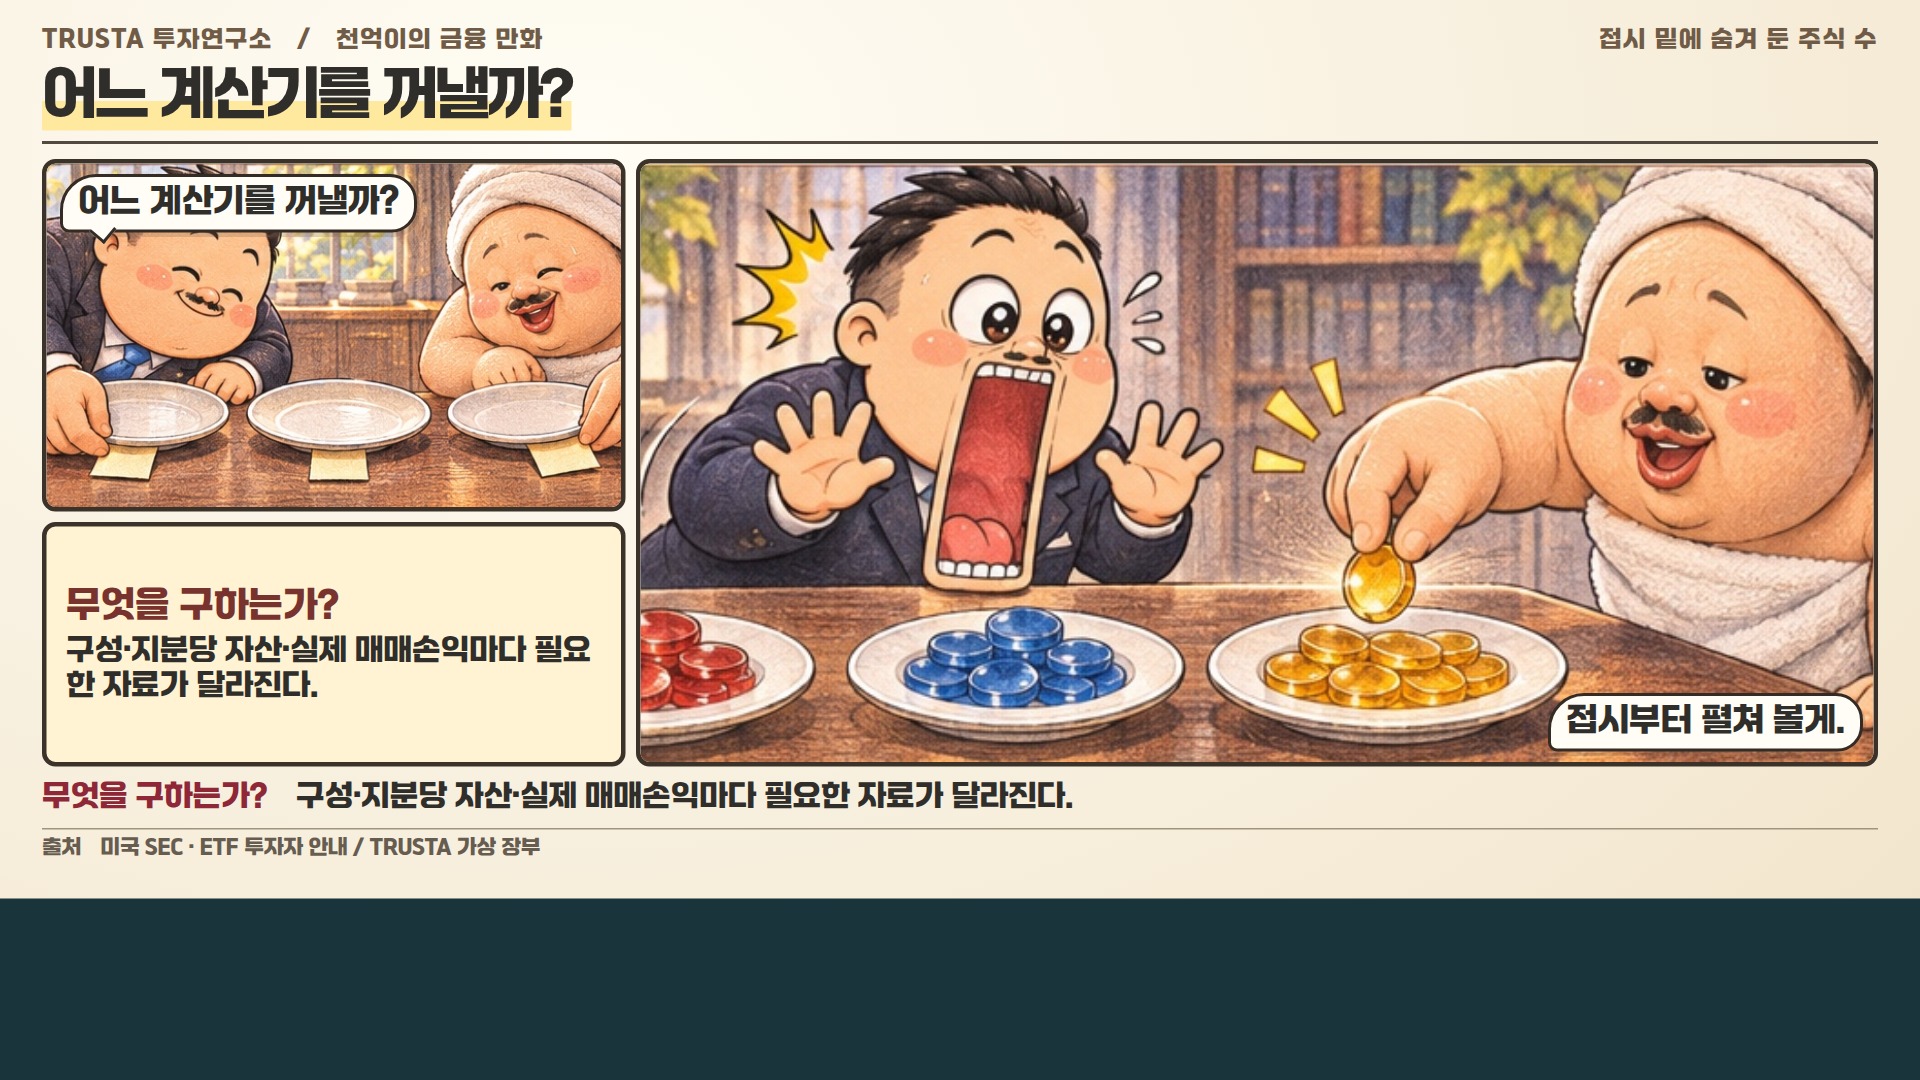 TRUSTA 투자연구소 / 천억이의 금융 만화
접시 밑에 숨겨 둔 주식 수
어느 계산기를 꺼낼까?
어느 계산기를 꺼낼까?
무엇을 구하는가?
구성·지분당 자산·실제 매매손익마다 필요
한 자료가 달라진다.
접시부터 펼쳐 볼게.
무엇을 구하는가? 구성·지분당 자산·실제 매매손익마다 필요한 자료가 달라진다.
출처 미국 SEC · ETF 투자자 안내 / TRUSTA 가상 장부